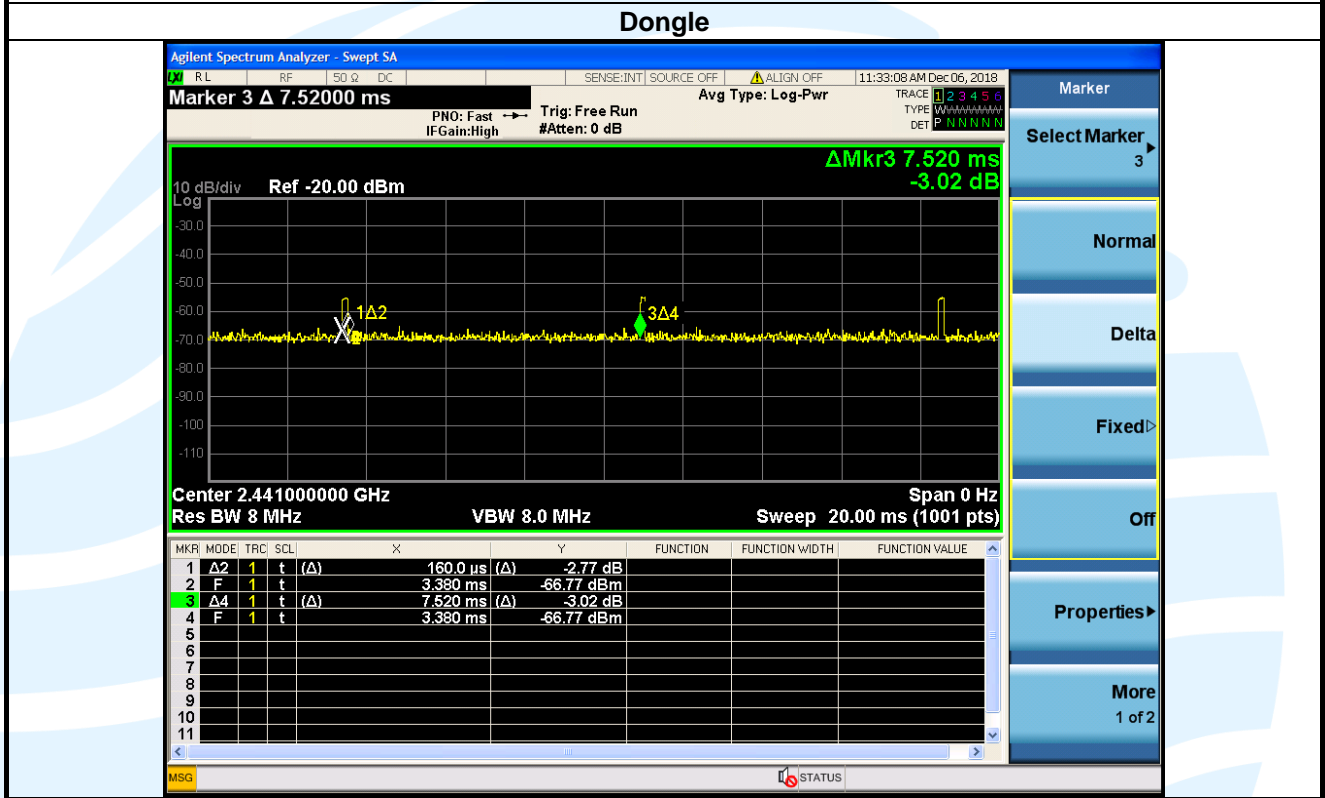 Dongle
Agilent Spectrum Analyzer - Swept SA
LXI RL RF 50 Ω DC SENSE:INT SOURCE OFF ALIGN OFF 11:33:08 AM Dec 06, 2018
Marker 3 Δ 7.52000 ms
PNO: Fast
IFGain:High
Trig: Free Run
#Atten: 0 dB
Avg Type: Log-Pwr
TRACE 1 2 3 4 5 6
TYPE WWWWWW
DET P N N N N N
ΔMkr3 7.520 ms
-3.02 dB
10 dB/div Ref -20.00 dBm
Log
-30.0
-40.0
-50.0
-60.0
-70.0
-80.0
-90.0
-100
-110
1Δ2
3Δ4
Center 2.441000000 GHz Span 0 Hz
Res BW 8 MHz VBW 8.0 MHz Sweep 20.00 ms (1001 pts)
MKR MODE TRC SCL X Y FUNCTION FUNCTION WIDTH FUNCTION VALUE
1 Δ2 1 t (Δ) 160.0 µs (Δ) -2.77 dB
2 F 1 t 3.380 ms -66.77 dBm
3 Δ4 1 t (Δ) 7.520 ms (Δ) -3.02 dB
4 F 1 t 3.380 ms -66.77 dBm
5
6
7
8
9
10
11
MSG STATUS
Marker
Select Marker
3
Normal
Delta
Fixed
Off
Properties
More
1 of 2